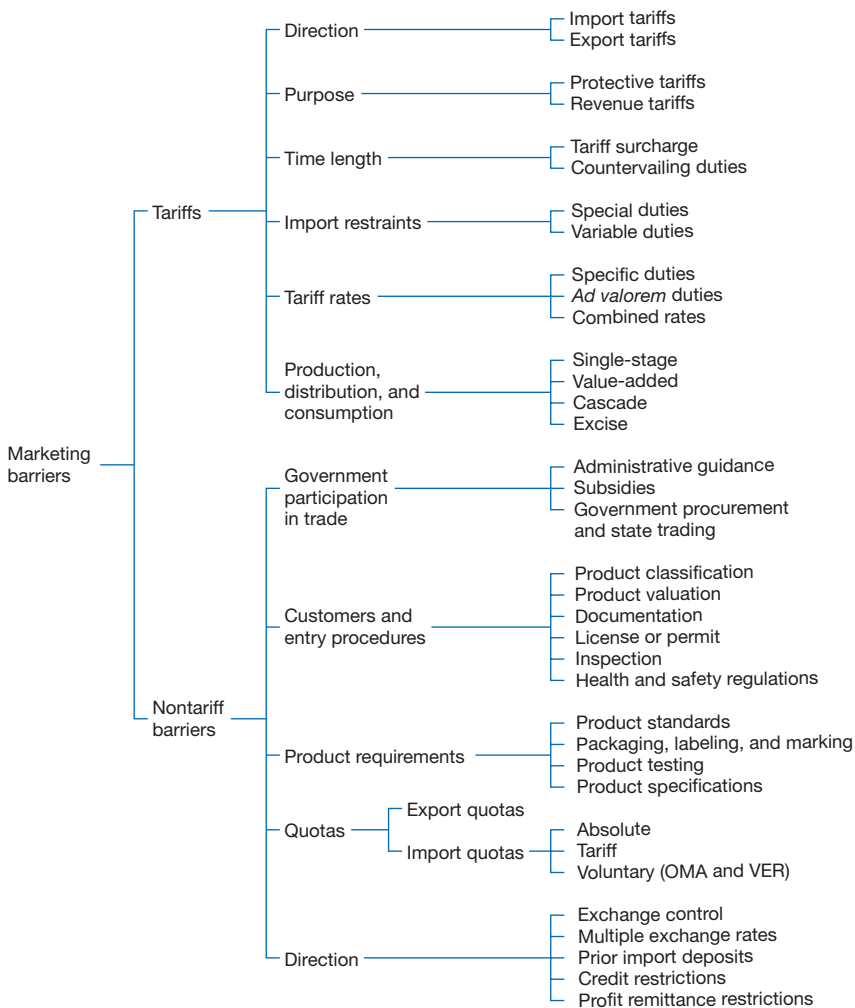 Marketing
barriers
Tariffs
Direction
Import tariffs
Export tariffs
Purpose
Protective tariffs
Revenue tariffs
Time length
Tariff surcharge
Countervailing duties
Import restraints
Special duties
Variable duties
Tariff rates
Specific duties
Ad valorem duties
Combined rates
Production,
distribution, and
consumption
Single-stage
Value-added
Cascade
Excise
Nontariff
barriers
Government
participation
in trade
Administrative guidance
Subsidies
Government procurement
and state trading
Customers and
entry procedures
Product classification
Product valuation
Documentation
License or permit
Inspection
Health and safety regulations
Product requirements
Product standards
Packaging, labeling, and marking
Product testing
Product specifications
Quotas
Export quotas
Import quotas
Absolute
Tariff
Voluntary (OMA and VER)
Direction
Exchange control
Multiple exchange rates
Prior import deposits
Credit restrictions
Profit remittance restrictions